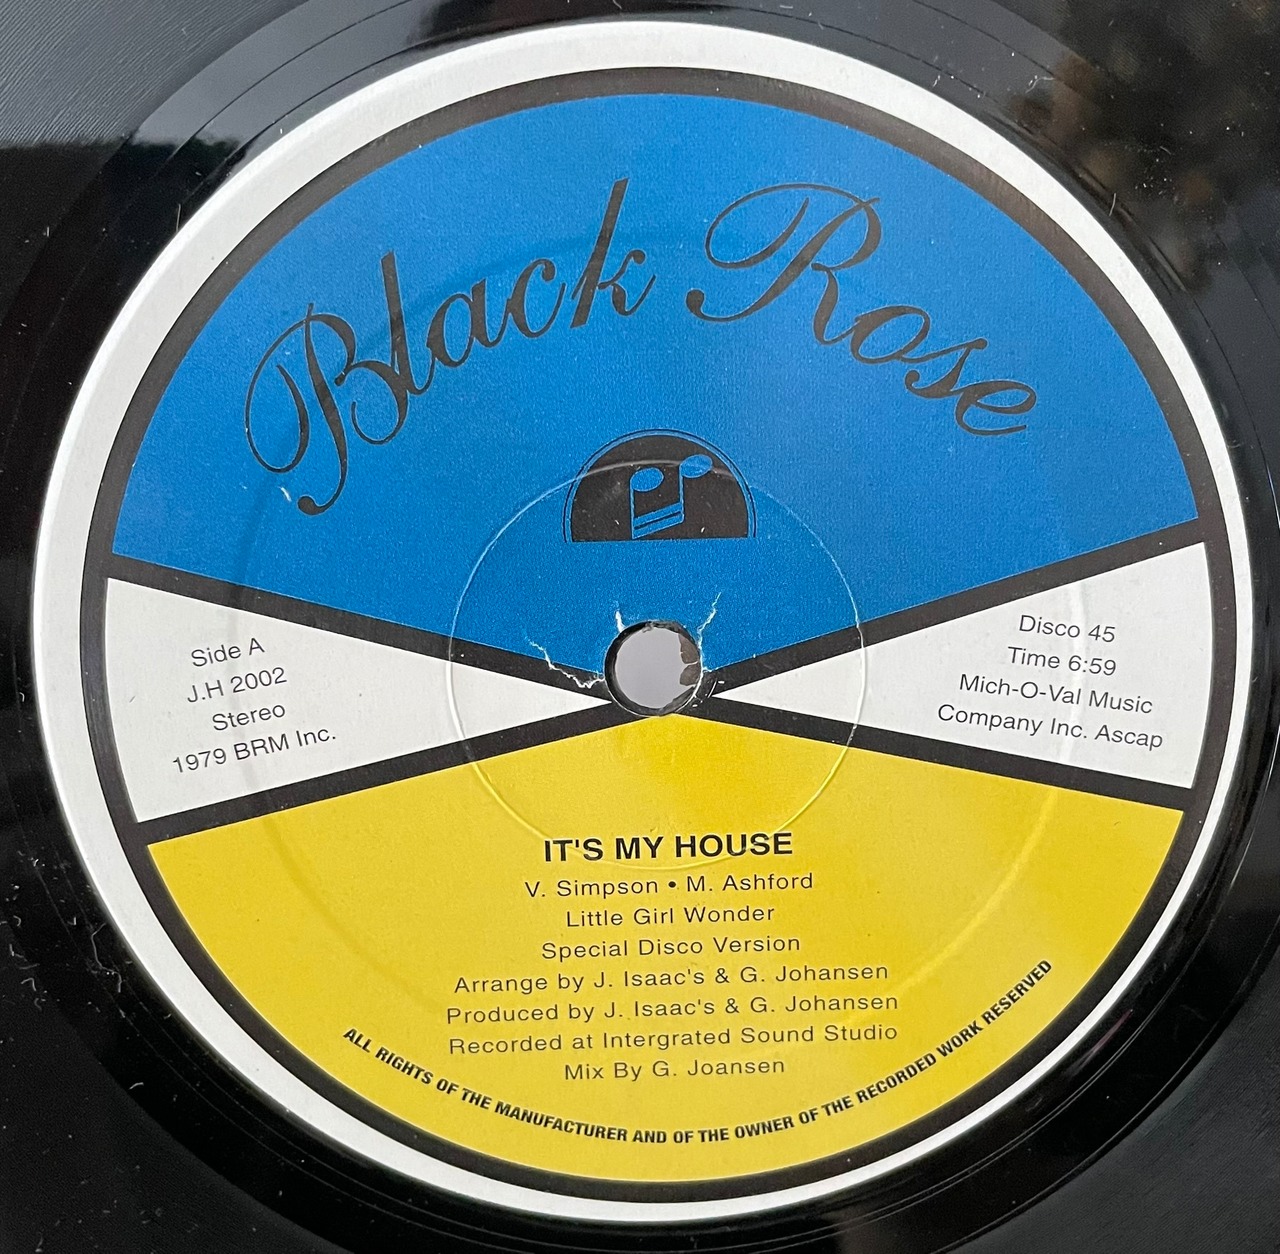 Black Rose
Side A
J.H 2002
Stereo
1979 BRM Inc.
Disco 45
Time 6:59
Mich-O-Val Music
Company Inc. Ascap
IT'S MY HOUSE
V. Simpson • M. Ashford
Little Girl Wonder
Special Disco Version
Arrange by J. Isaac's & G. Johansen
Produced by J. Isaac's & G. Johansen
Recorded at Intergrated Sound Studio
Mix By G. Joansen
ALL RIGHTS OF THE MANUFACTURER AND OF THE OWNER OF THE RECORDED WORK RESERVED